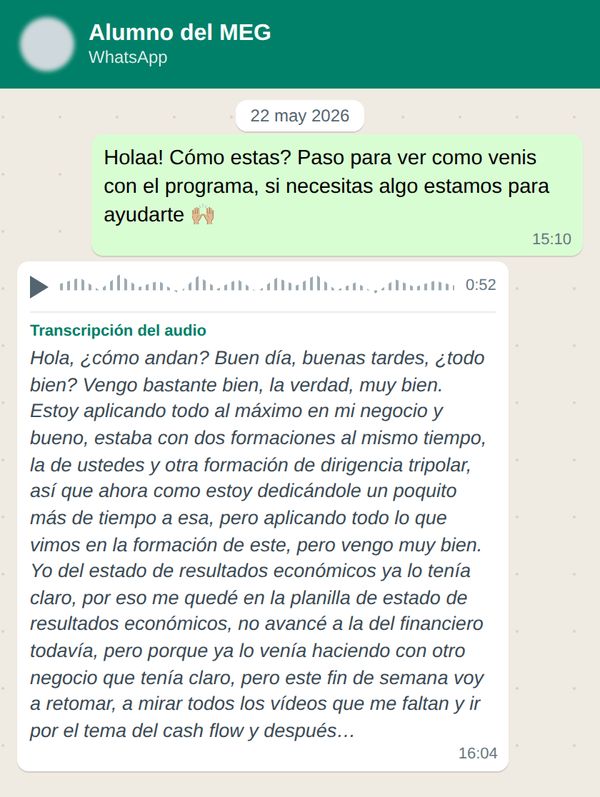 Alumno del MEG
WhatsApp
22 may 2026
Holaa! Cómo estas? Paso para ver como venis
con el programa, si necesitas algo estamos para
ayudarte 🙌🏼
15:10
0:52
Transcripción del audio
Hola, ¿cómo andan? Buen día, buenas tardes, ¿todo
bien? Vengo bastante bien, la verdad, muy bien.
Estoy aplicando todo al máximo en mi negocio y
bueno, estaba con dos formaciones al mismo tiempo,
la de ustedes y otra formación de dirigencia tripolar,
así que ahora como estoy dedicándole un poquito
más de tiempo a esa, pero aplicando todo lo que
vimos en la formación de este, pero vengo muy bien.
Yo del estado de resultados económicos ya lo tenía
claro, por eso me quedé en la planilla de estado de
resultados económicos, no avancé a la del financiero
todavía, pero porque ya lo venía haciendo con otro
negocio que tenía claro, pero este fin de semana voy
a retomar, a mirar todos los vídeos que me faltan y ir
por el tema del cash flow y después…
16:04